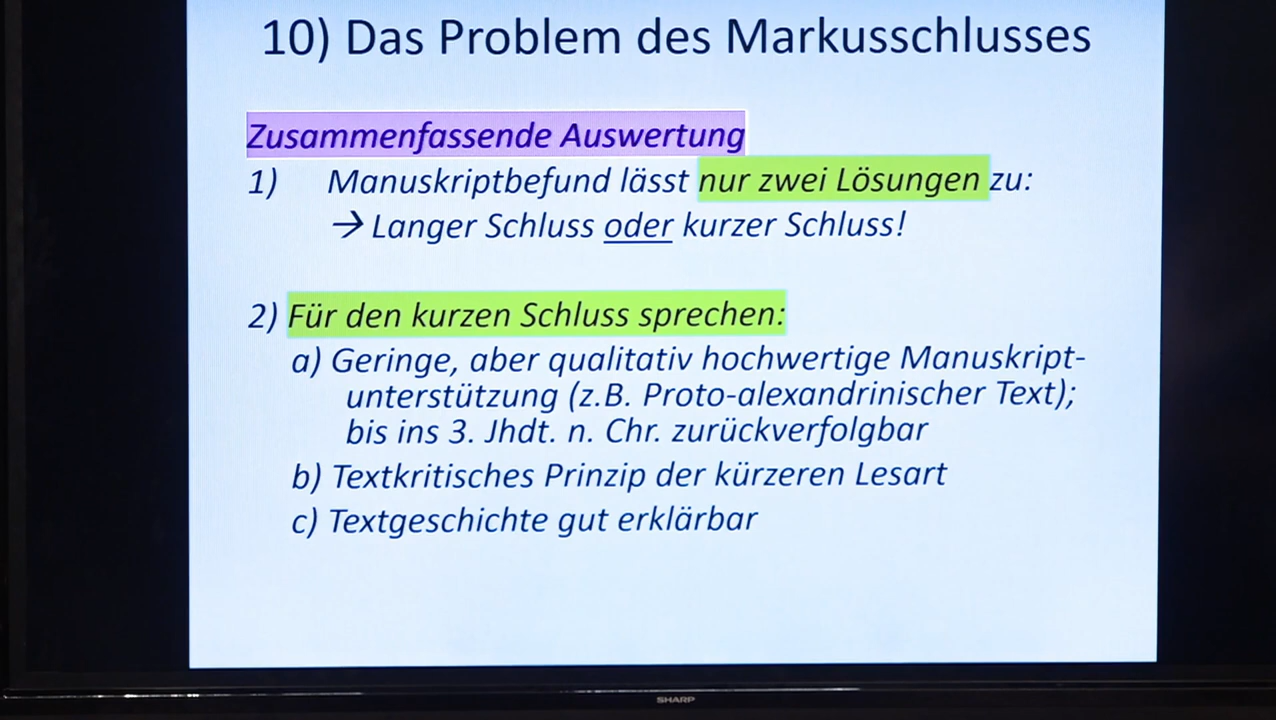 10) Das Problem des Markusschlusses
Zusammenfassende Auswertung
1) Manuskriptbefund lässt nur zwei Lösungen zu:
→ Langer Schluss oder kurzer Schluss!
2) Für den kurzen Schluss sprechen:
a) Geringe, aber qualitativ hochwertige Manuskript-
unterstützung (z.B. Proto-alexandrinischer Text);
bis ins 3. Jhdt. n. Chr. zurückverfolgbar
b) Textkritisches Prinzip der kürzeren Lesart
c) Textgeschichte gut erklärbar
SHARP